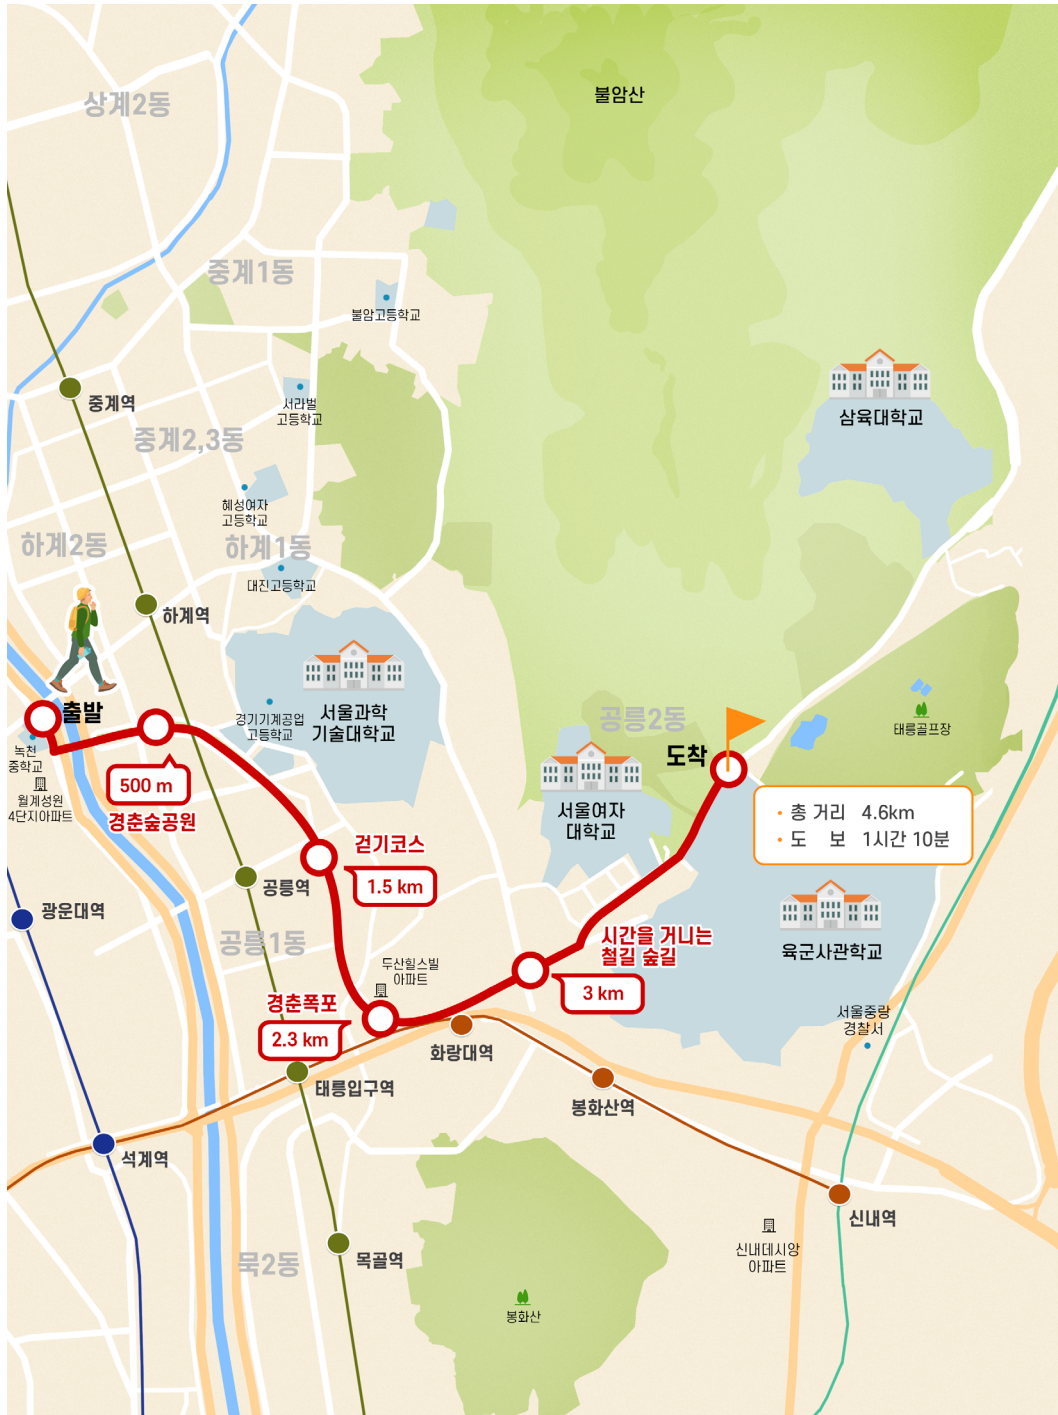 불암산
상계2동
중계1동
불암고등학교
중계역
서라벌
고등학교
삼육대학교
중계2,3동
혜성여자
고등학교
하계2동
하계1동
대진고등학교
하계역
출발
경기기계공업
고등학교
서울과학
기술대학교
공릉2동
도착
태릉골프장
녹천
중학교
월계성원
4단지아파트
500 m
경춘숲공원
서울여자
대학교
• 총 거리 4.6km
• 도 보 1시간 10분
걷기코스
1.5 km
공릉역
광운대역
공릉1동
두산힐스빌
아파트
시간을 거니는
철길 숲길
3 km
육군사관학교
경춘폭포
2.3 km
서울중랑
경찰서
화랑대역
태릉입구역
봉화산역
석계역
신내역
묵2동
목골역
신내데시앙
아파트
봉화산